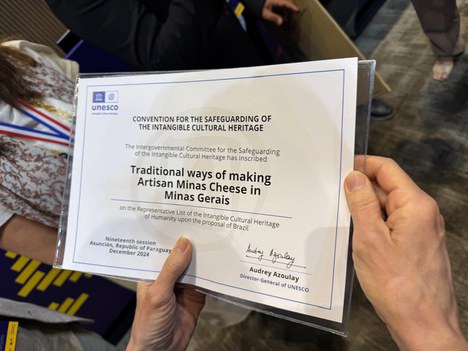 unesco
CONVENTION FOR THE SAFEGUARDING OF
THE INTANGIBLE CULTURAL HERITAGE
The Intergovernmental Committee for the Safeguarding
of the Intangible Cultural Heritage has inscribed
Traditional ways of making
Artisan Minas Cheese in
Minas Gerais
on the Representative List of the Intangible Cultural Heritage
of Humanity upon the proposal of Brazil
Nineteenth session
Asunción, Republic of Paraguay
December 2024
Audrey Azoulay
Audrey Azoulay
Director-General of UNESCO